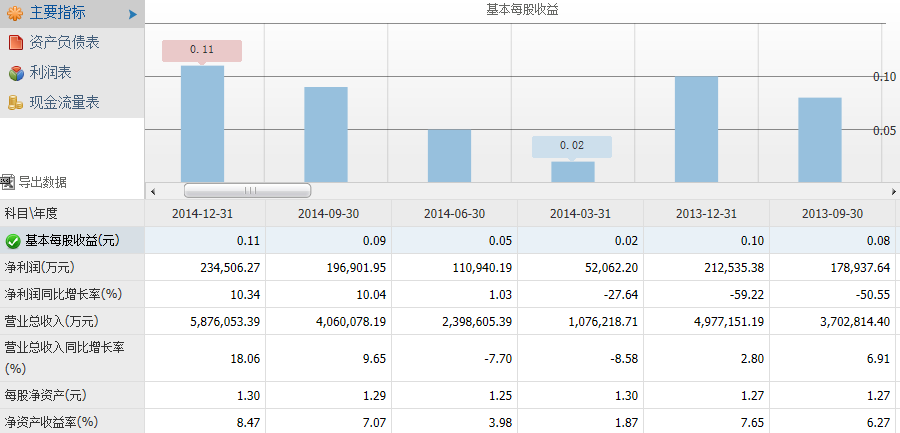 主要指标
资产负债表
利润表
现金流量表
导出数据
基本每股收益
0.11
0.02
0.10
0.05
科目\年度 2014-12-31 2014-09-30 2014-06-30 2014-03-31 2013-12-31 2013-09-30
基本每股收益(元) 0.11 0.09 0.05 0.02 0.10 0.08
净利润(万元) 234,506.27 196,901.95 110,940.19 52,062.20 212,535.38 178,937.64
净利润同比增长率(%) 10.34 10.04 1.03 -27.64 -59.22 -50.55
营业总收入(万元) 5,876,053.39 4,060,078.19 2,398,605.39 1,076,218.71 4,977,151.19 3,702,814.40
营业总收入同比增长率
(%) 18.06 9.65 -7.70 -8.58 2.80 6.91
每股净资产(元) 1.30 1.29 1.25 1.30 1.27 1.27
净资产收益率(%) 8.47 7.07 3.98 1.87 7.65 6.27